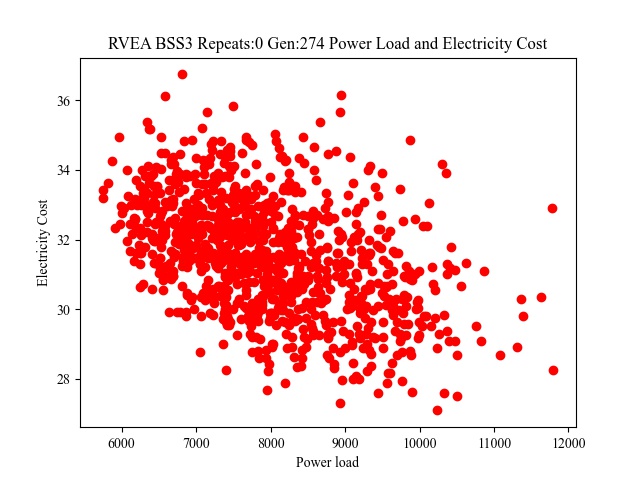 RVEA BSS3 Repeats:0 Gen:274 Power Load and Electricity Cost
Electricity Cost
36
34
32
30
28
6000 7000 8000 9000 10000 11000 12000
Power load